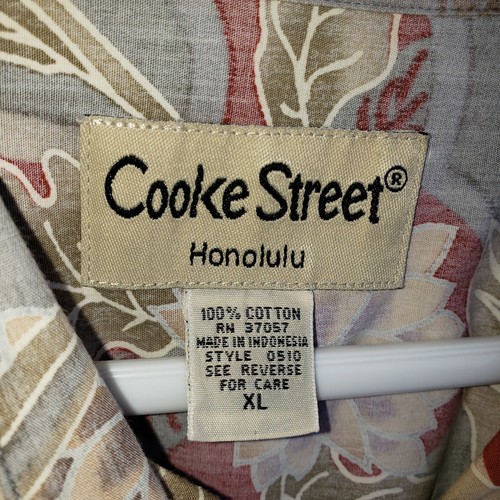 Cooke Street®
Honolulu
100% COTTON
RN 37057
MADE IN INDONESIA
STYLE 0510
SEE REVERSE
FOR CARE
XL